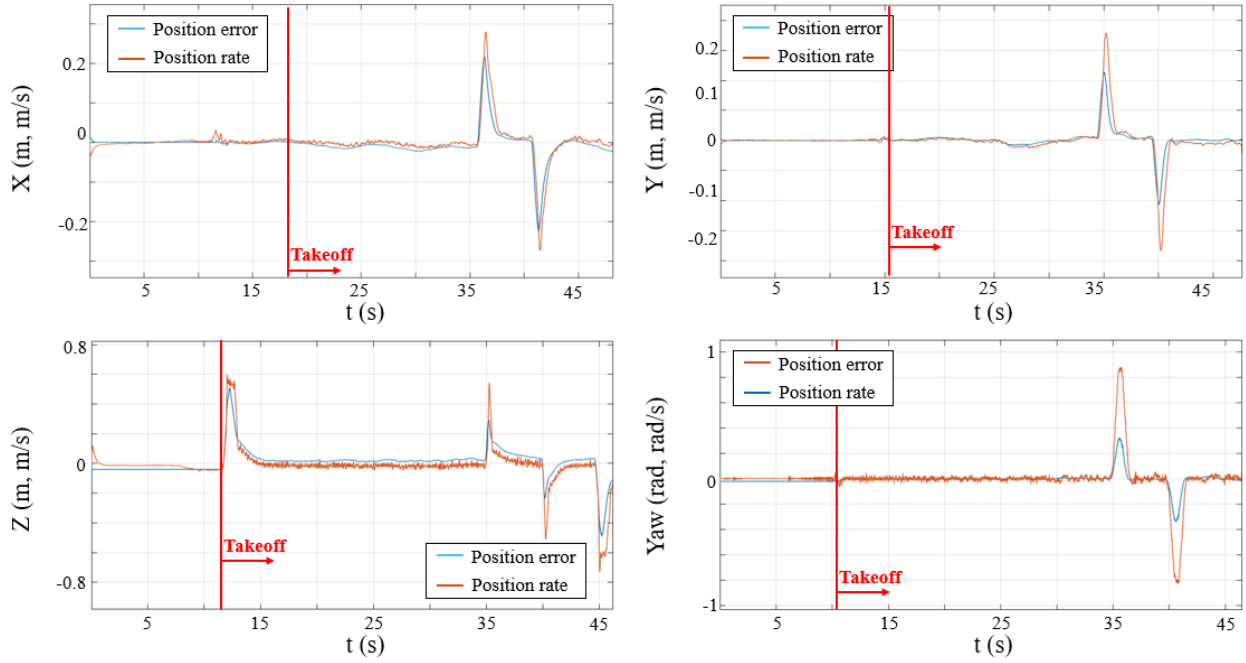 Position error
Position rate
X (m, m/s)
0.2
0
-0.2
Takeoff
5
15
25
35
45
t (s)
Position error
Position rate
Y (m, m/s)
0.2
0.1
0
-0.1
-0.2
Takeoff
5
15
25
35
45
t (s)
Z (m, m/s)
0.8
0
-0.8
Takeoff
Position error
Position rate
5
15
25
35
45
t (s)
Position error
Position rate
Yaw (rad, rad/s)
1
0
-1
Takeoff
5
15
25
35
45
t (s)